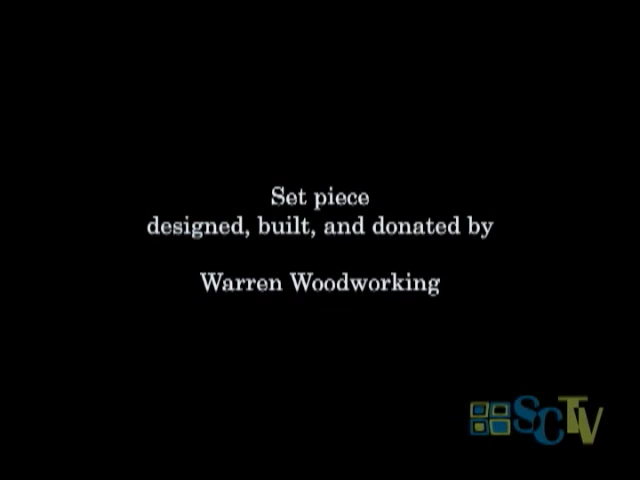 Set piece
designed, built, and donated by
Warren Woodworking
SCTV